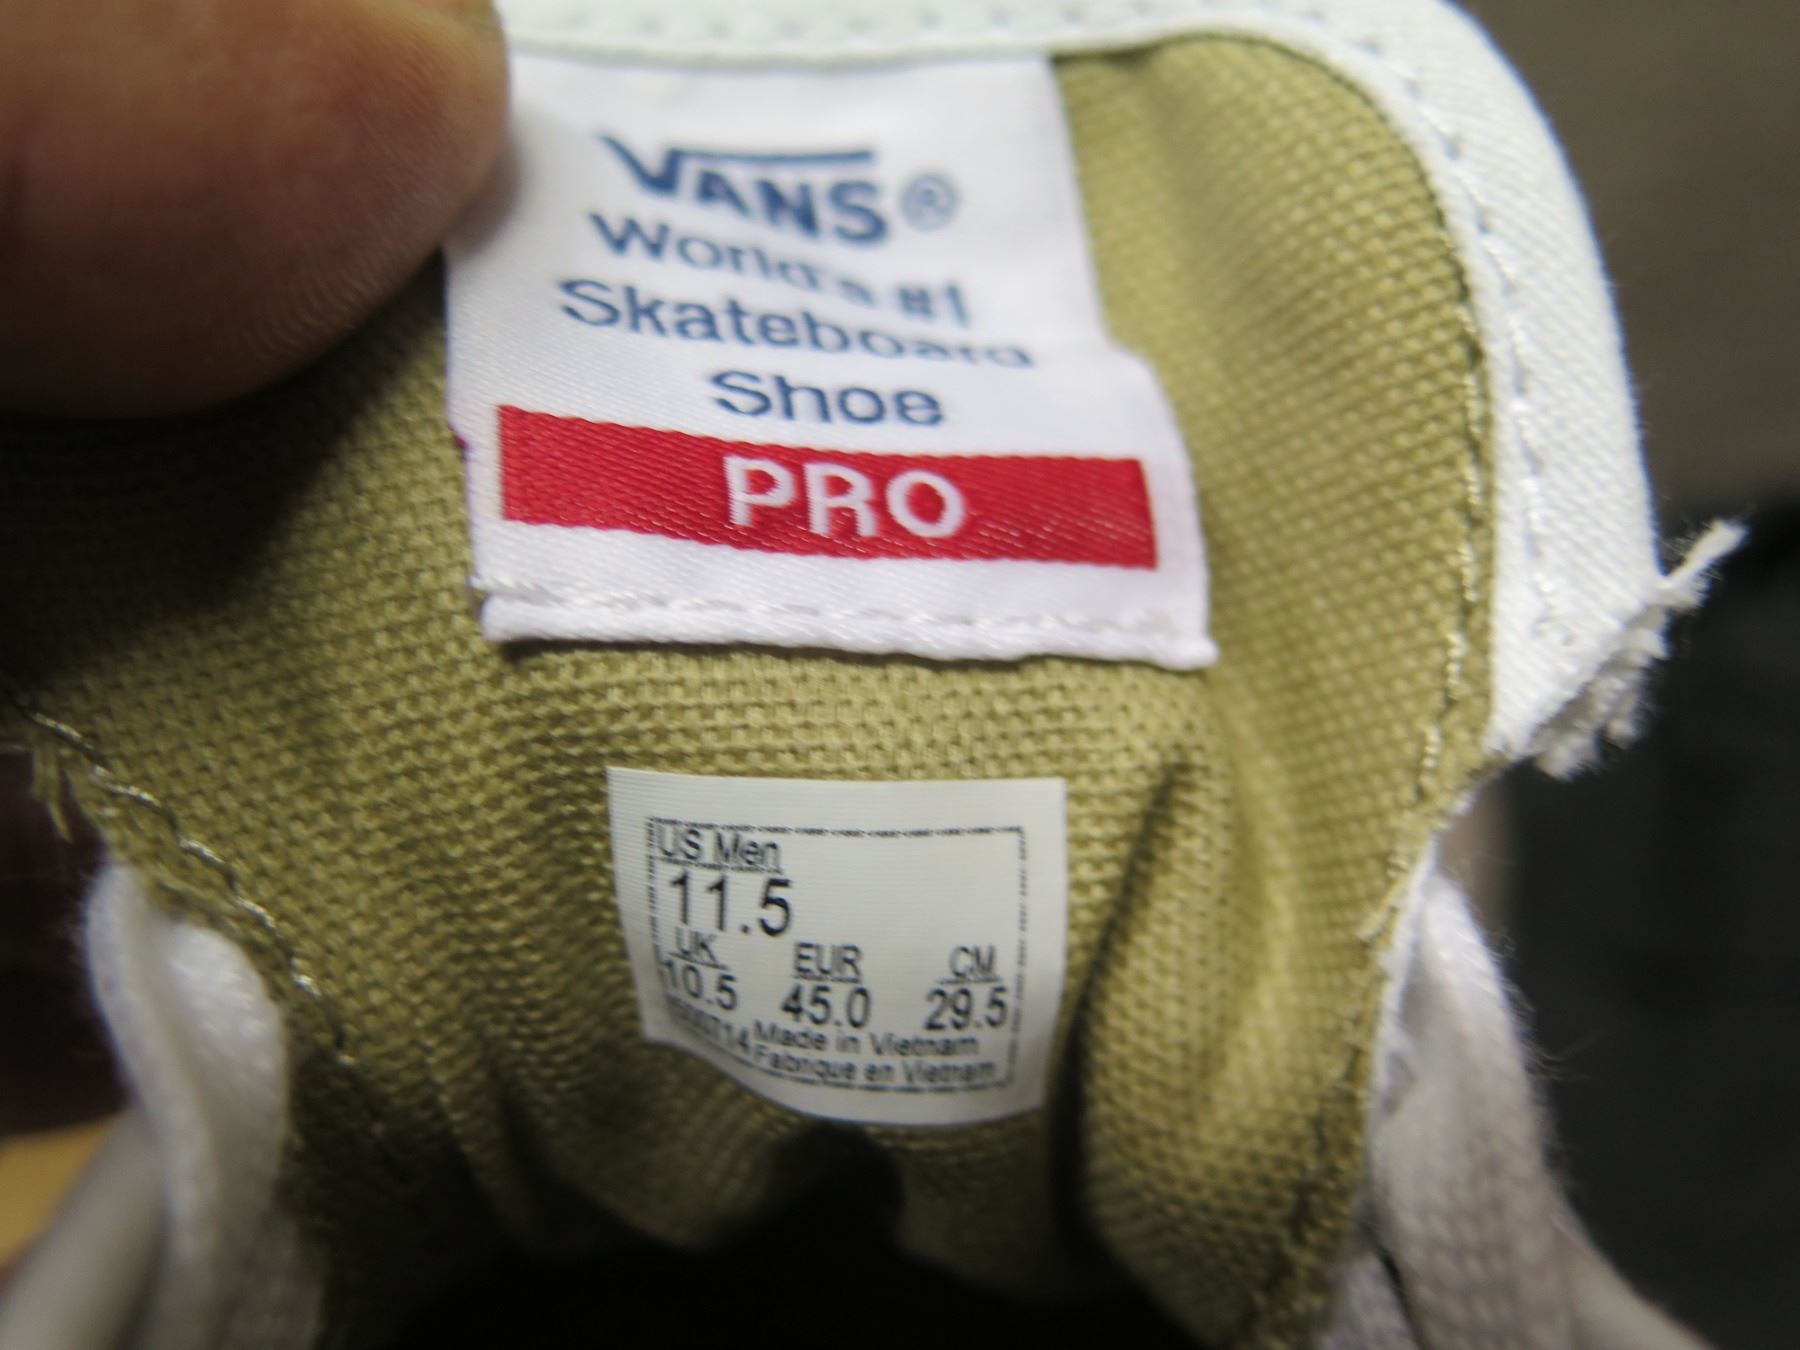 VANS®
World's #1
Skateboard
Shoe
PRO
US Men
11.5
UK EUR CM
10.5 45.0 29.5
Made in Vietnam
Fabrique en Vietnam